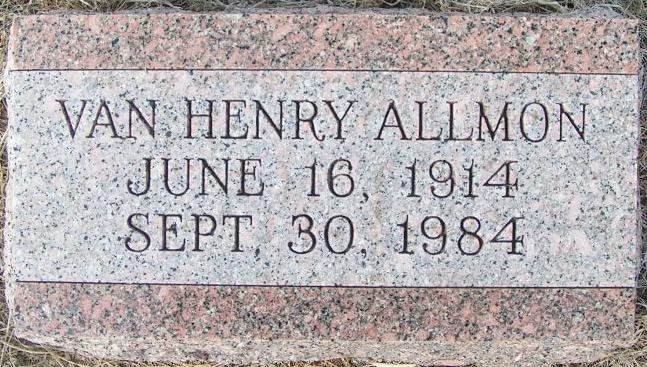 VAN HENRY ALLMON
JUNE 16, 1914
SEPT 30, 1984